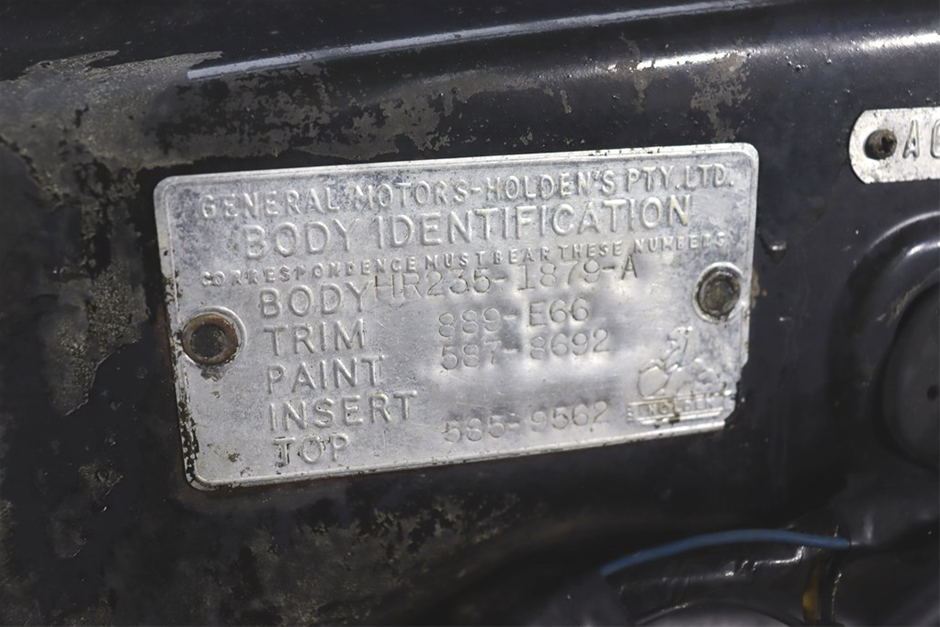 GENERAL MOTORS-HOLDEN'S PTY. LTD.
BODY IDENTIFICATION
CORRESPONDENCE MUST BEAR THESE NUMBERS
BODY HR235-1879-A
TRIM 889-E66
PAINT 587-8692
INSERT
TOP 585-9562